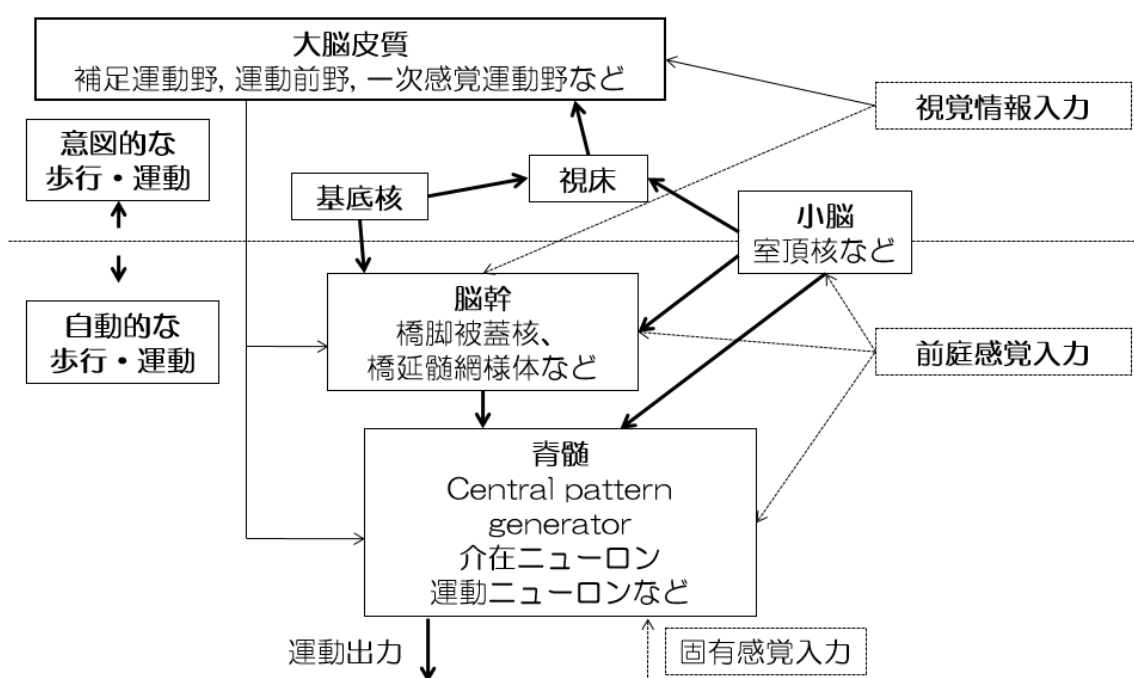 大脳皮質
補足運動野, 運動前野, 一次感覚運動野など
視覚情報入力
意図的な
歩行・運動
視床
基底核
小脳
室頂核など
脳幹
橋脚被蓋核、
橋延髄網様体など
自動的な
歩行・運動
前庭感覚入力
脊髄
Central pattern
generator
介在ニューロン
運動ニューロンなど
運動出力
固有感覚入力